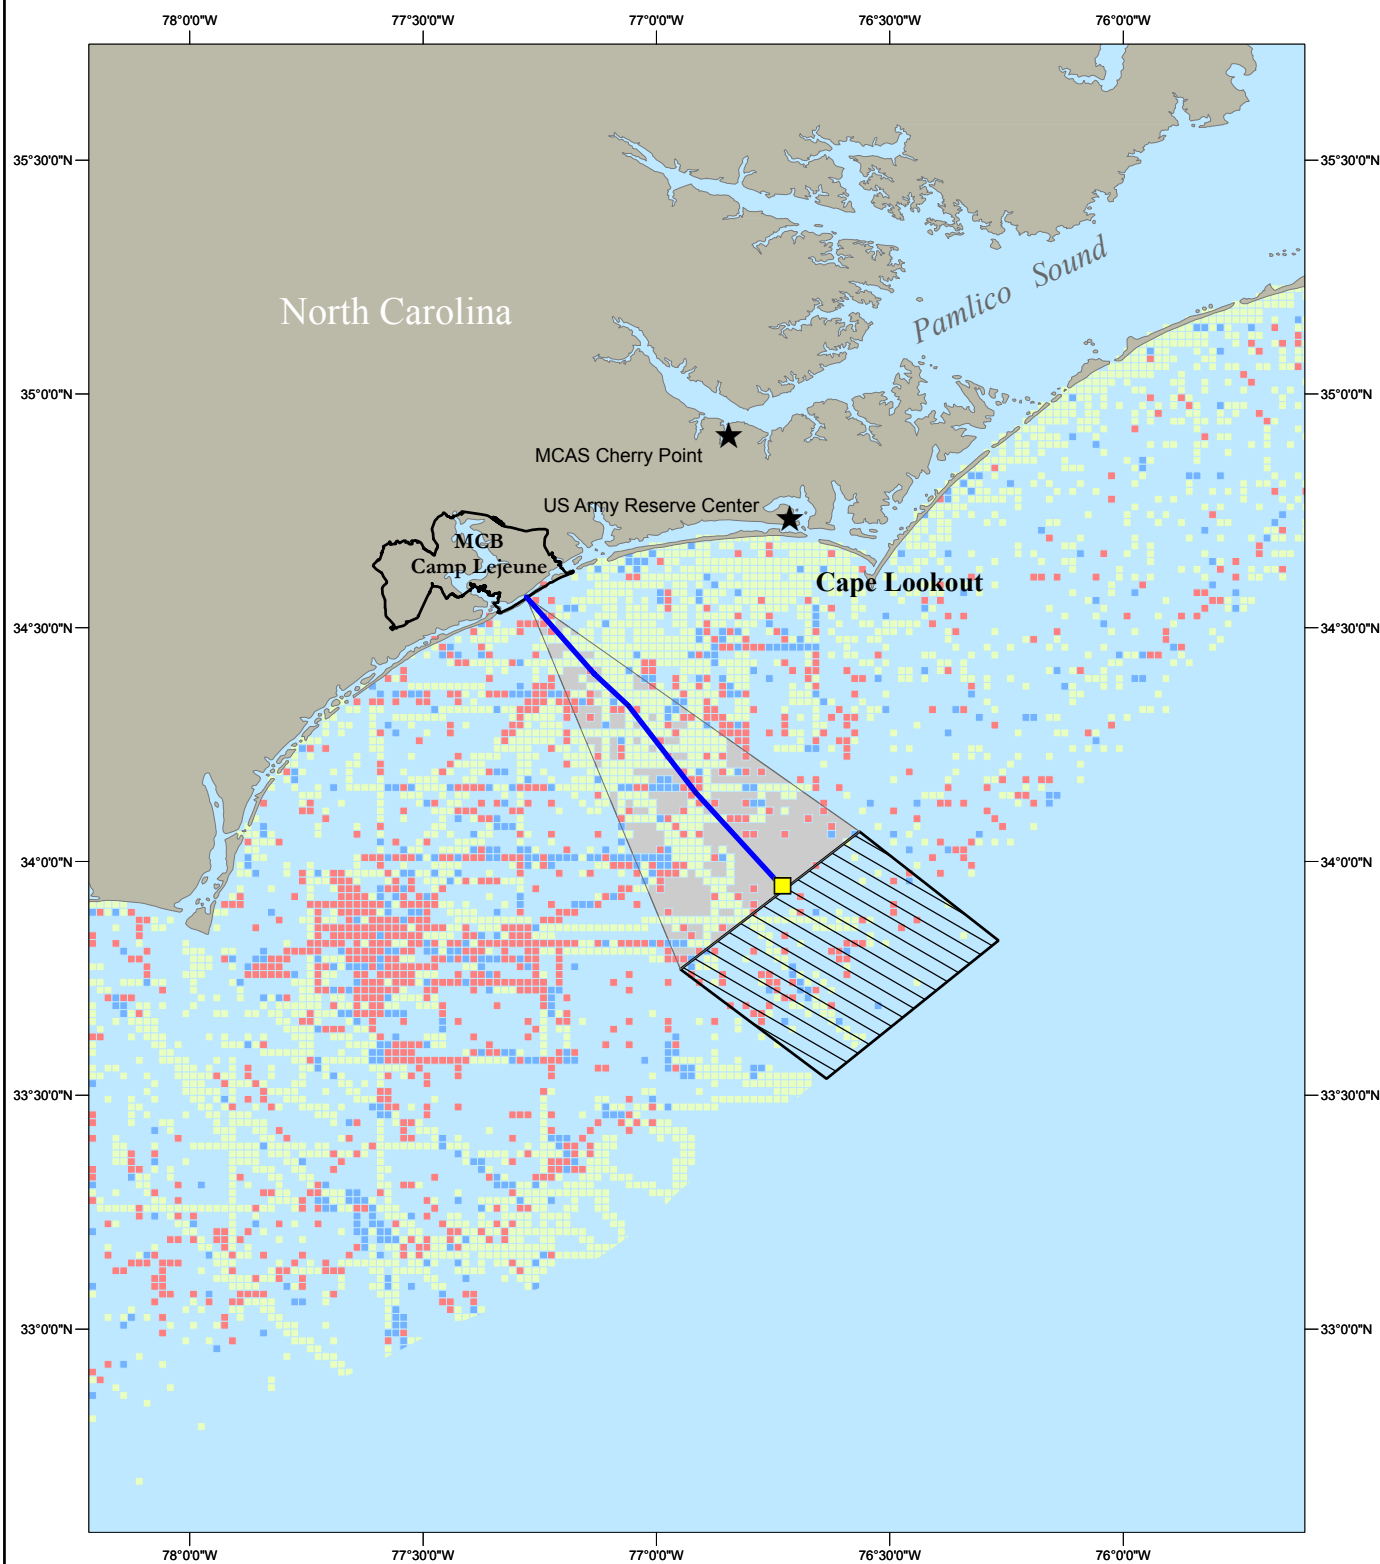 78°0'0"W 77°30'0"W 77°0'0"W 76°30'0"W 76°0'0"W
35°30'0"N 35°30'0"N
Pamlico Sound
North Carolina
35°0'0"N 35°0'0"N
MCAS Cherry Point
US Army Reserve Center
MCB
Camp Lejeune
Cape Lookout
34°30'0"N 34°30'0"N
34°0'0"N 34°0'0"N
33°30'0"N 33°30'0"N
33°0'0"N 33°0'0"N
78°0'0"W 77°30'0"W 77°0'0"W 76°30'0"W 76°0'0"W